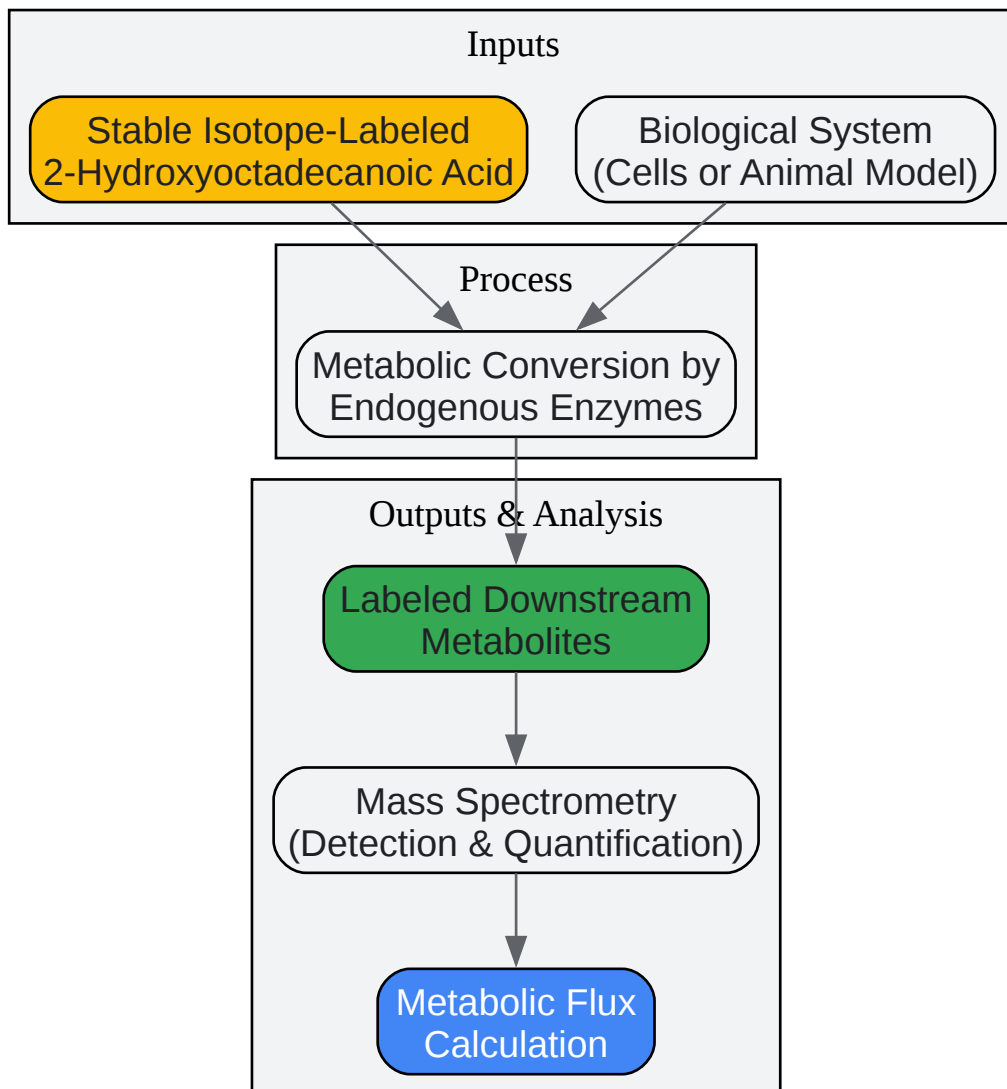 Inputs
Stable Isotope-Labeled
2-Hydroxyoctadecanoic Acid
Biological System
(Cells or Animal Model)
Process
Metabolic Conversion by
Endogenous Enzymes
Outputs & Analysis
Labeled Downstream
Metabolites
Mass Spectrometry
(Detection & Quantification)
Metabolic Flux
Calculation